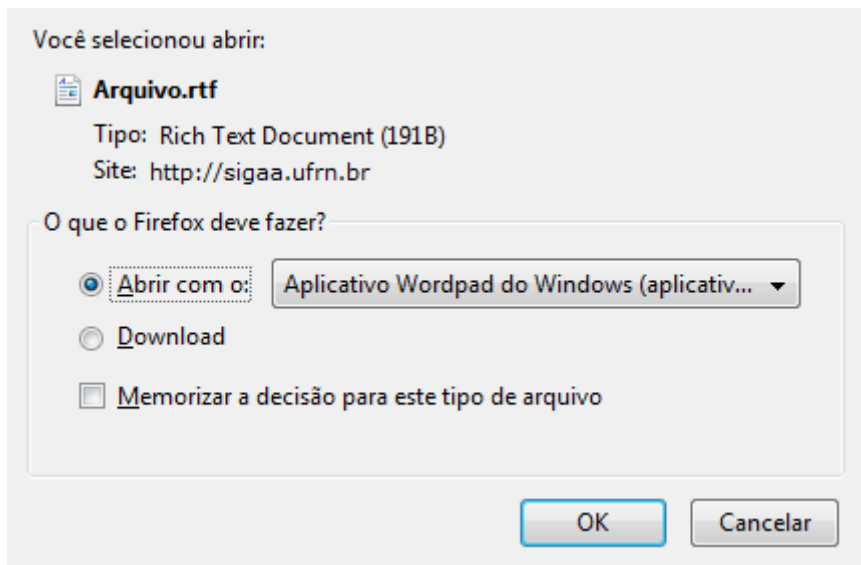 Você selecionou abrir:
Arquivo.rtf
Tipo: Rich Text Document (191B)
Site: http://sigaa.ufrn.br
O que o Firefox deve fazer?
Abrir com o: Aplicativo Wordpad do Windows (aplicativ...
Download
Memorizar a decisão para este tipo de arquivo
OK Cancelar